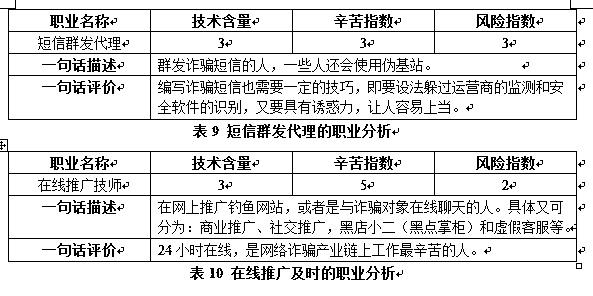 职业名称 技术含量 辛苦指数 风险指数
短信群发代理 3 3 3
一句话描述 群发诈骗短信的人，一些人还会使用伪基站。
一句话评价 编写诈骗短信也需要一定的技巧，即要设法躲过运营商的监测和安
全软件的识别，又要具有诱惑力，让人容易上当。
表 9 短信群发代理的职业分析
职业名称 技术含量 辛苦指数 风险指数
在线推广技师 3 5 2
一句话描述 在网上推广钓鱼网站，或者是与诈骗对象在线聊天的人。具体又可
分为：商业推广、社交推广，黑店小二（黑点掌柜）和虚假客服等。
一句话评价 24 小时在线，是网络诈骗产业链上工作最辛苦的人。
表 10 在线推广及时的职业分析